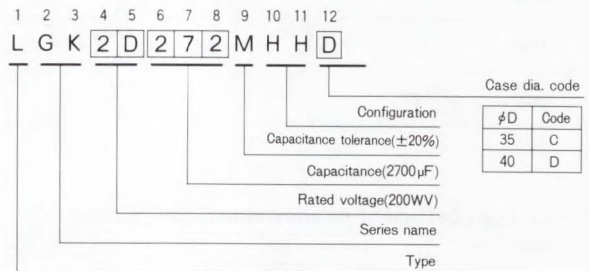 1 2 3 4 5 6 7 8 9 10 11 12
L G K 2 D 2 7 2 M H H D
Case dia. code
φD Code
35 C
40 D
Configuration
Capacitance tolerance(±20%)
Capacitance(2700μF)
Rated voltage(200WV)
Series name
Type